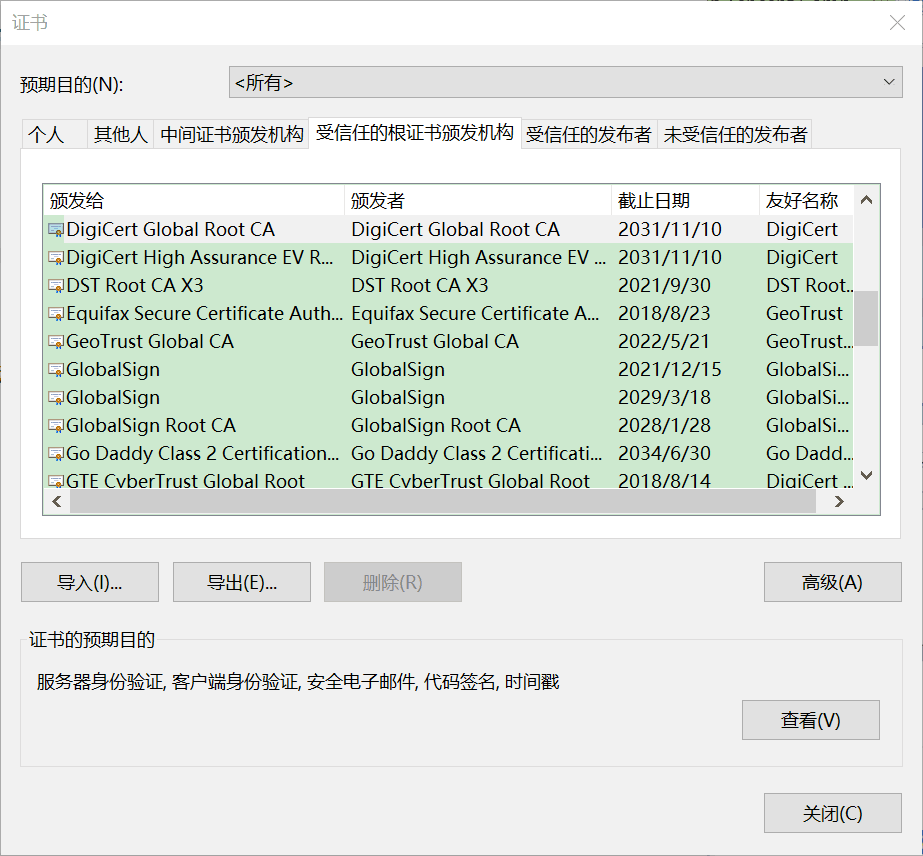 证书
预期目的(N): <所有>
个人 其他人 中间证书颁发机构 受信任的根证书颁发机构 受信任的发布者 未受信任的发布者
颁发给 颁发者 截止日期 友好名称
DigiCert Global Root CA DigiCert Global Root CA 2031/11/10 DigiCert
DigiCert High Assurance EV R... DigiCert High Assurance EV ... 2031/11/10 DigiCert
DST Root CA X3 DST Root CA X3 2021/9/30 DST Root...
Equifax Secure Certificate Auth... Equifax Secure Certificate A... 2018/8/23 GeoTrust
GeoTrust Global CA GeoTrust Global CA 2022/5/21 GeoTrust...
GlobalSign GlobalSign 2021/12/15 GlobalSi...
GlobalSign GlobalSign 2029/3/18 GlobalSi...
GlobalSign Root CA GlobalSign Root CA 2028/1/28 GlobalSi...
Go Daddy Class 2 Certification... Go Daddy Class 2 Certificati... 2034/6/30 Go Dadd...
GTE CyberTrust Global Root GTE CyberTrust Global Root 2018/8/14 DigiCert ...
导入(I)... 导出(E)... 删除(R) 高级(A)
证书的预期目的
服务器身份验证, 客户端身份验证, 安全电子邮件, 代码签名, 时间戳
查看(V)
关闭(C)